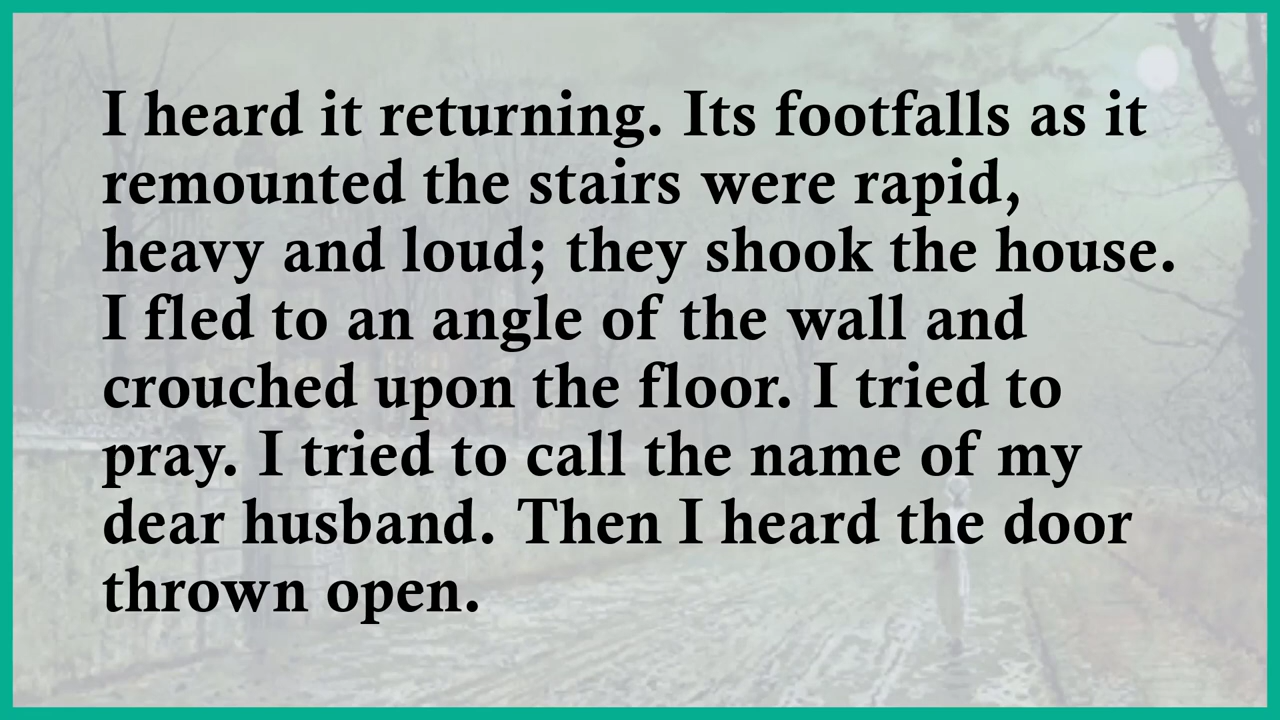 I heard it returning. Its footfalls as it
remounted the stairs were rapid,
heavy and loud; they shook the house.
I fled to an angle of the wall and
crouched upon the floor. I tried to
pray. I tried to call the name of my
dear husband. Then I heard the door
thrown open.